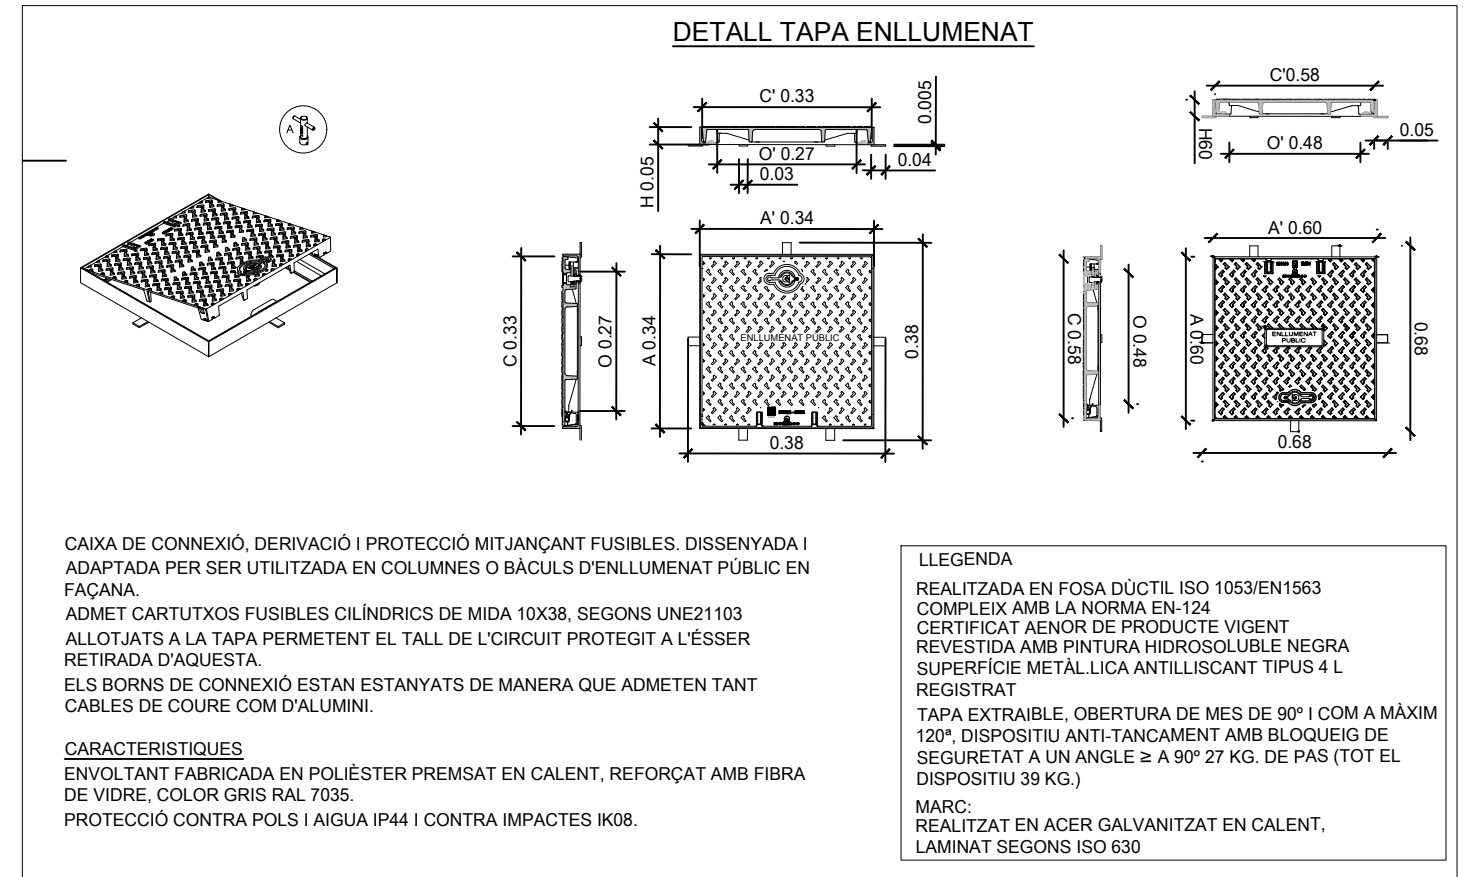 DETALL TAPA ENLLUMENAT
A
C' 0.33
0.005
H 0.05
O' 0.27
0.04
0.03
C'0.58
H60
O' 0.48
0.05
A' 0.34
C 0.33
O 0.27
A 0.34
ENLLUMENAT PÚBLIC
0.38
0.38
A' 0.60
C 0.58
O 0.48
A 0.60
ENLLUMENAT
PUBLIC
0.68
0.68
CAIXA DE CONNEXIÓ, DERIVACIÓ I PROTECCIÓ MITJANÇANT FUSIBLES. DISSENYADA I
ADAPTADA PER SER UTILITZADA EN COLUMNES O BÀCULS D'ENLLUMENAT PÚBLIC EN
FAÇANA.
ADMET CARTUTXOS FUSIBLES CILÍNDRICS DE MIDA 10X38, SEGONS UNE21103
ALLOTJATS A LA TAPA PERMETENT EL TALL DE L'CIRCUIT PROTEGIT A L'ÉSSER
RETIRADA D'AQUESTA.
ELS BORNS DE CONNEXIÓ ESTAN ESTANYATS DE MANERA QUE ADMETEN TANT
CABLES DE COURE COM D'ALUMINI.
CARACTERISTIQUES
ENVOLTANT FABRICADA EN POLIÈSTER PREMSAT EN CALENT, REFORÇAT AMB FIBRA
DE VIDRE, COLOR GRIS RAL 7035.
PROTECCIÓ CONTRA POLS I AIGUA IP44 I CONTRA IMPACTES IK08.
LLEGENDA
REALITZADA EN FOSA DÙCTIL ISO 1053/EN1563
COMPLEIX AMB LA NORMA EN-124
CERTIFICAT AENOR DE PRODUCTE VIGENT
REVESTIDA AMB PINTURA HIDROSOLUBLE NEGRA
SUPERFÍCIE METÀL.LICA ANTILLISCANT TIPUS 4 L
REGISTRAT
TAPA EXTRAIBLE, OBERTURA DE MES DE 90º I COM A MÀXIM
120ª, DISPOSITIU ANTI-TANCAMENT AMB BLOQUEIG DE
SEGURETAT A UN ANGLE ≥ A 90º 27 KG. DE PAS (TOT EL
DISPOSITIU 39 KG.)
MARC:
REALITZAT EN ACER GALVANITZAT EN CALENT,
LAMINAT SEGONS ISO 630